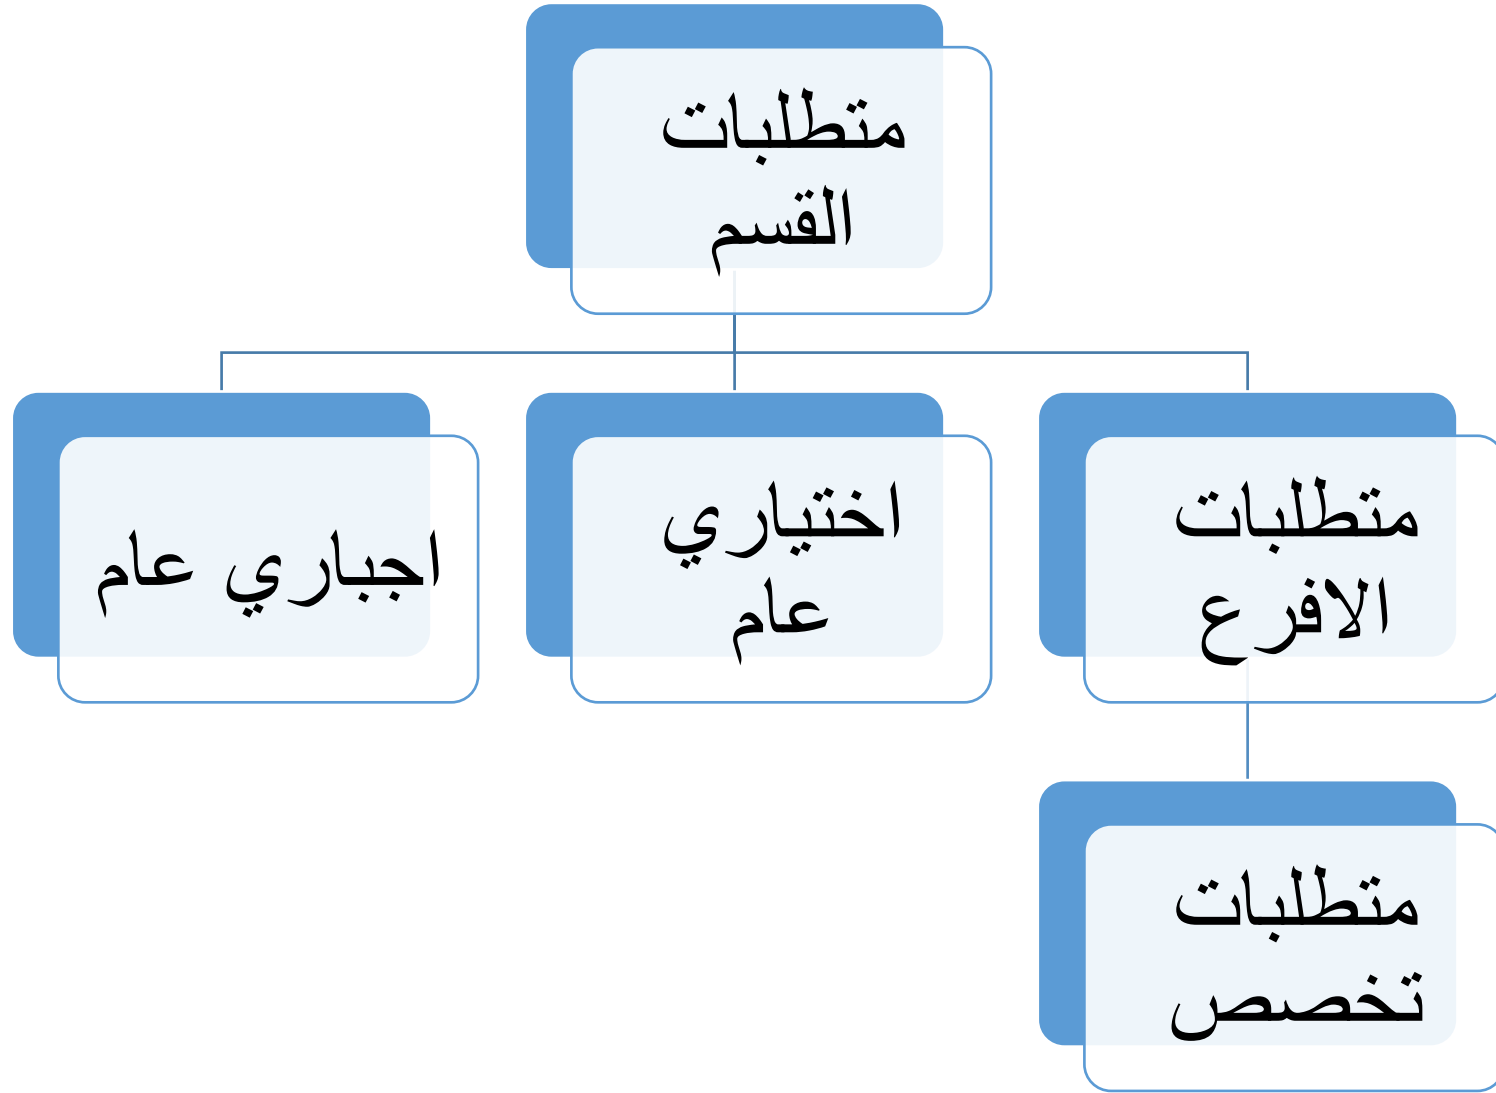 متطلبات
القسم
متطلبات
الافرع
اختياري
عام
اجباري عام
متطلبات
تخصص